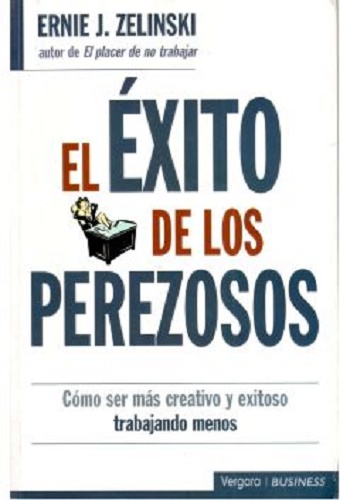 ERNIE J. ZELINSKI
autor de El placer de no trabajar
EL ÉXITO
DE LOS
PEREZOSOS
Cómo ser más creativo y exitoso
trabajando menos
Vergara | BUSINESS